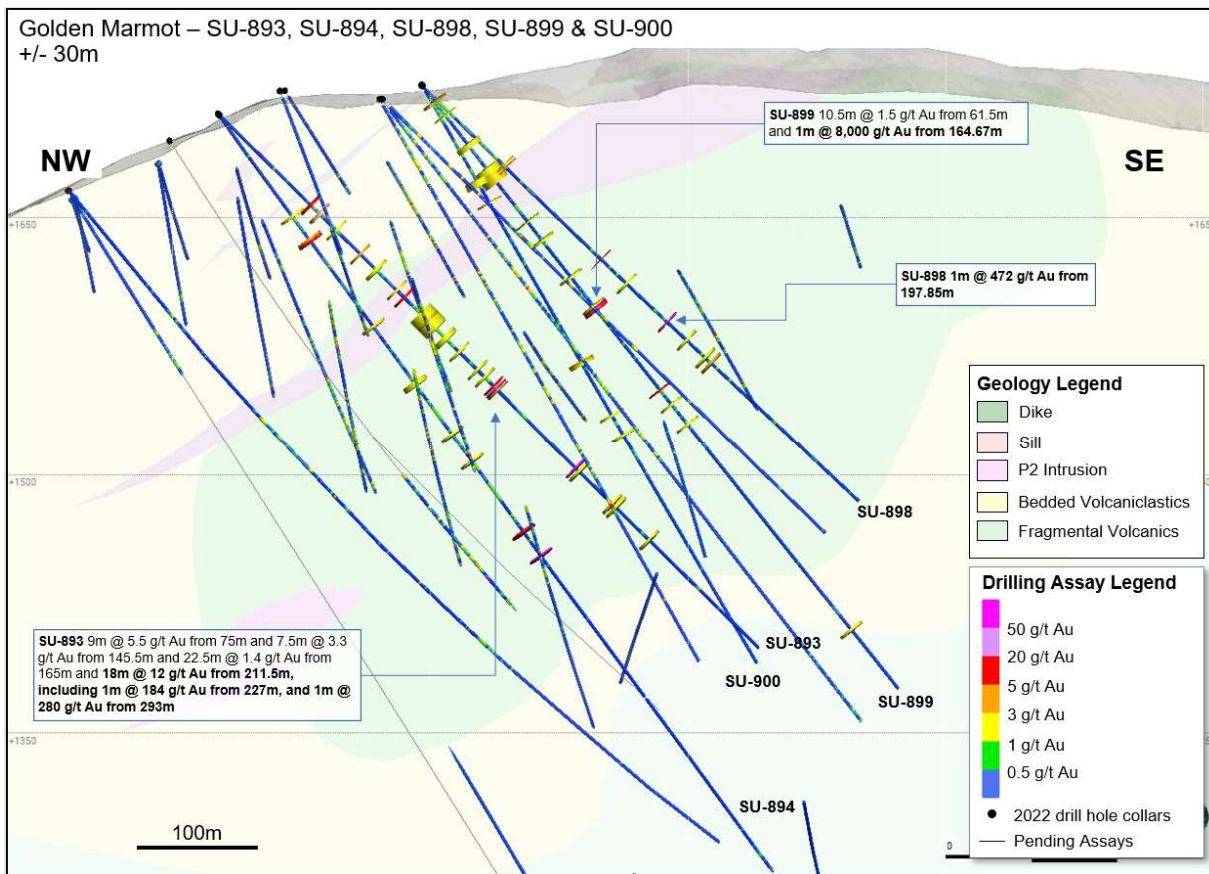 Golden Marmot – SU-893, SU-894, SU-898, SU-899 & SU-900
+/- 30m
SU-899 10.5m @ 1.5 g/t Au from 61.5m
and 1m @ 8,000 g/t Au from 164.67m
NW
SE
+1650
+165
SU-898 1m @ 472 g/t Au from
197.85m
Geology Legend
Dike
Sill
P2 Intrusion
Bedded Volcaniclastics
Fragmental Volcanics
+1500
SU-898
Drilling Assay Legend
50 g/t Au
20 g/t Au
5 g/t Au
3 g/t Au
1 g/t Au
0.5 g/t Au
2022 drill hole collars
Pending Assays
SU-893 9m @ 5.5 g/t Au from 75m and 7.5m @ 3.3
g/t Au from 145.5m and 22.5m @ 1.4 g/t Au from
165m and 18m @ 12 g/t Au from 211.5m,
including 1m @ 184 g/t Au from 227m, and 1m @
280 g/t Au from 293m
SU-893
SU-900
SU-899
+1350
SU-894
100m
0